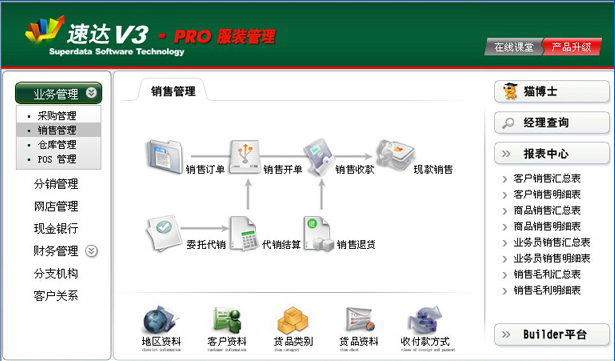 速达 V3 - PRO 服装管理
Superdata Software Technology
在线课堂 产品升级
业务管理
• 采购管理
• 销售管理
• 仓库管理
• POS 管理
分销管理
网店管理
现金银行
财务管理
分支机构
客户关系
销售管理
销售订单 销售开单 销售收款 现款销售
委托代销 代销结算 销售退货
地区资料 客户资料 货品类别 货品资料 收付款方式
district information customer information item category item sheet class of receipt and payment
猫博士
经理查询
报表中心
客户销售汇总表
客户销售明细表
商品销售汇总表
商品销售明细表
业务员销售汇总表
业务员销售明细表
销售毛利汇总表
销售毛利明细表
Builder平台